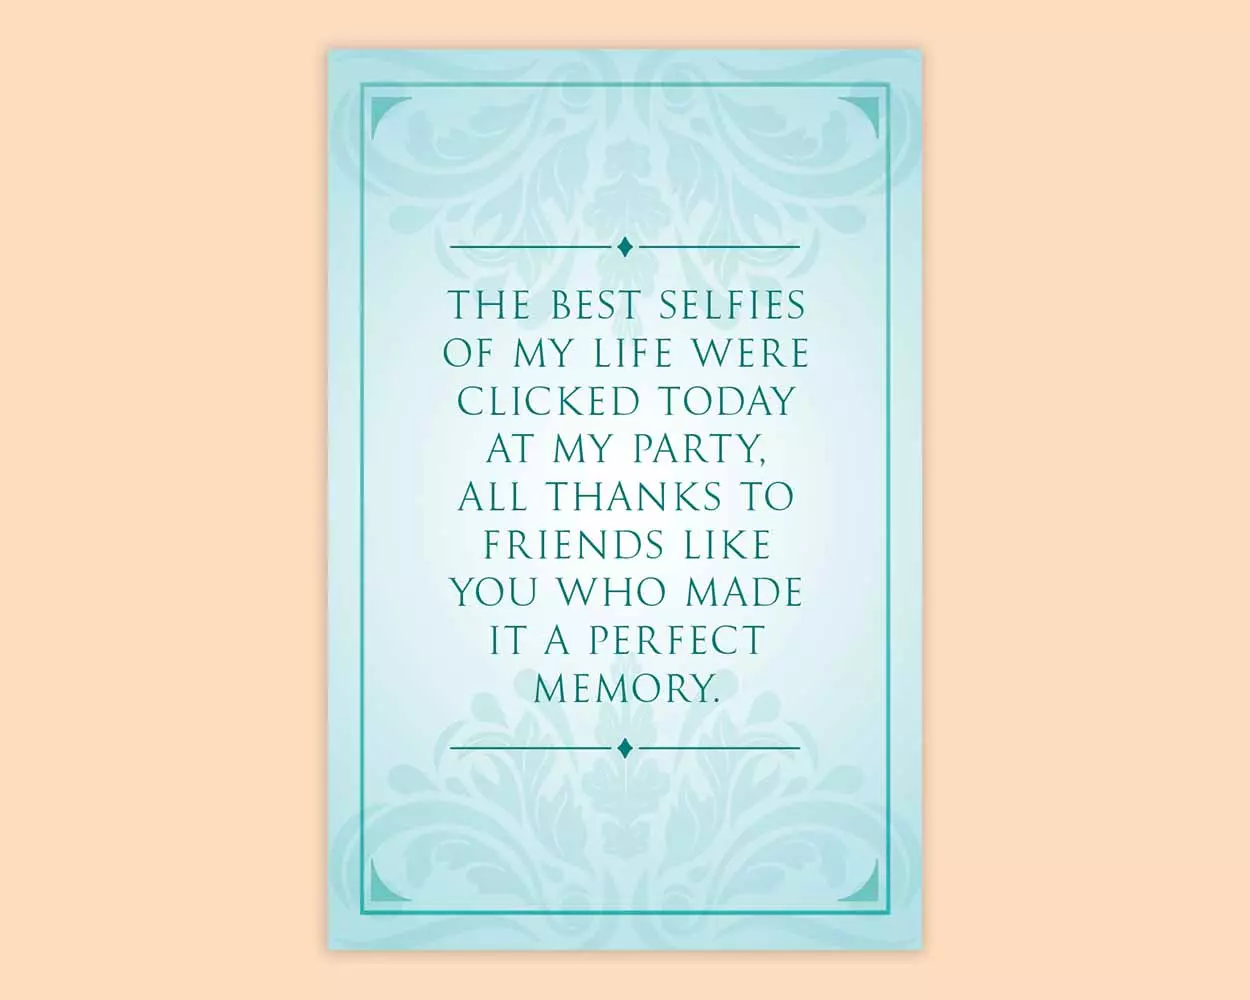 THE BEST SELFIES
OF MY LIFE WERE
CLICKED TODAY
AT MY PARTY,
ALL THANKS TO
FRIENDS LIKE
YOU WHO MADE
IT A PERFECT
MEMORY.